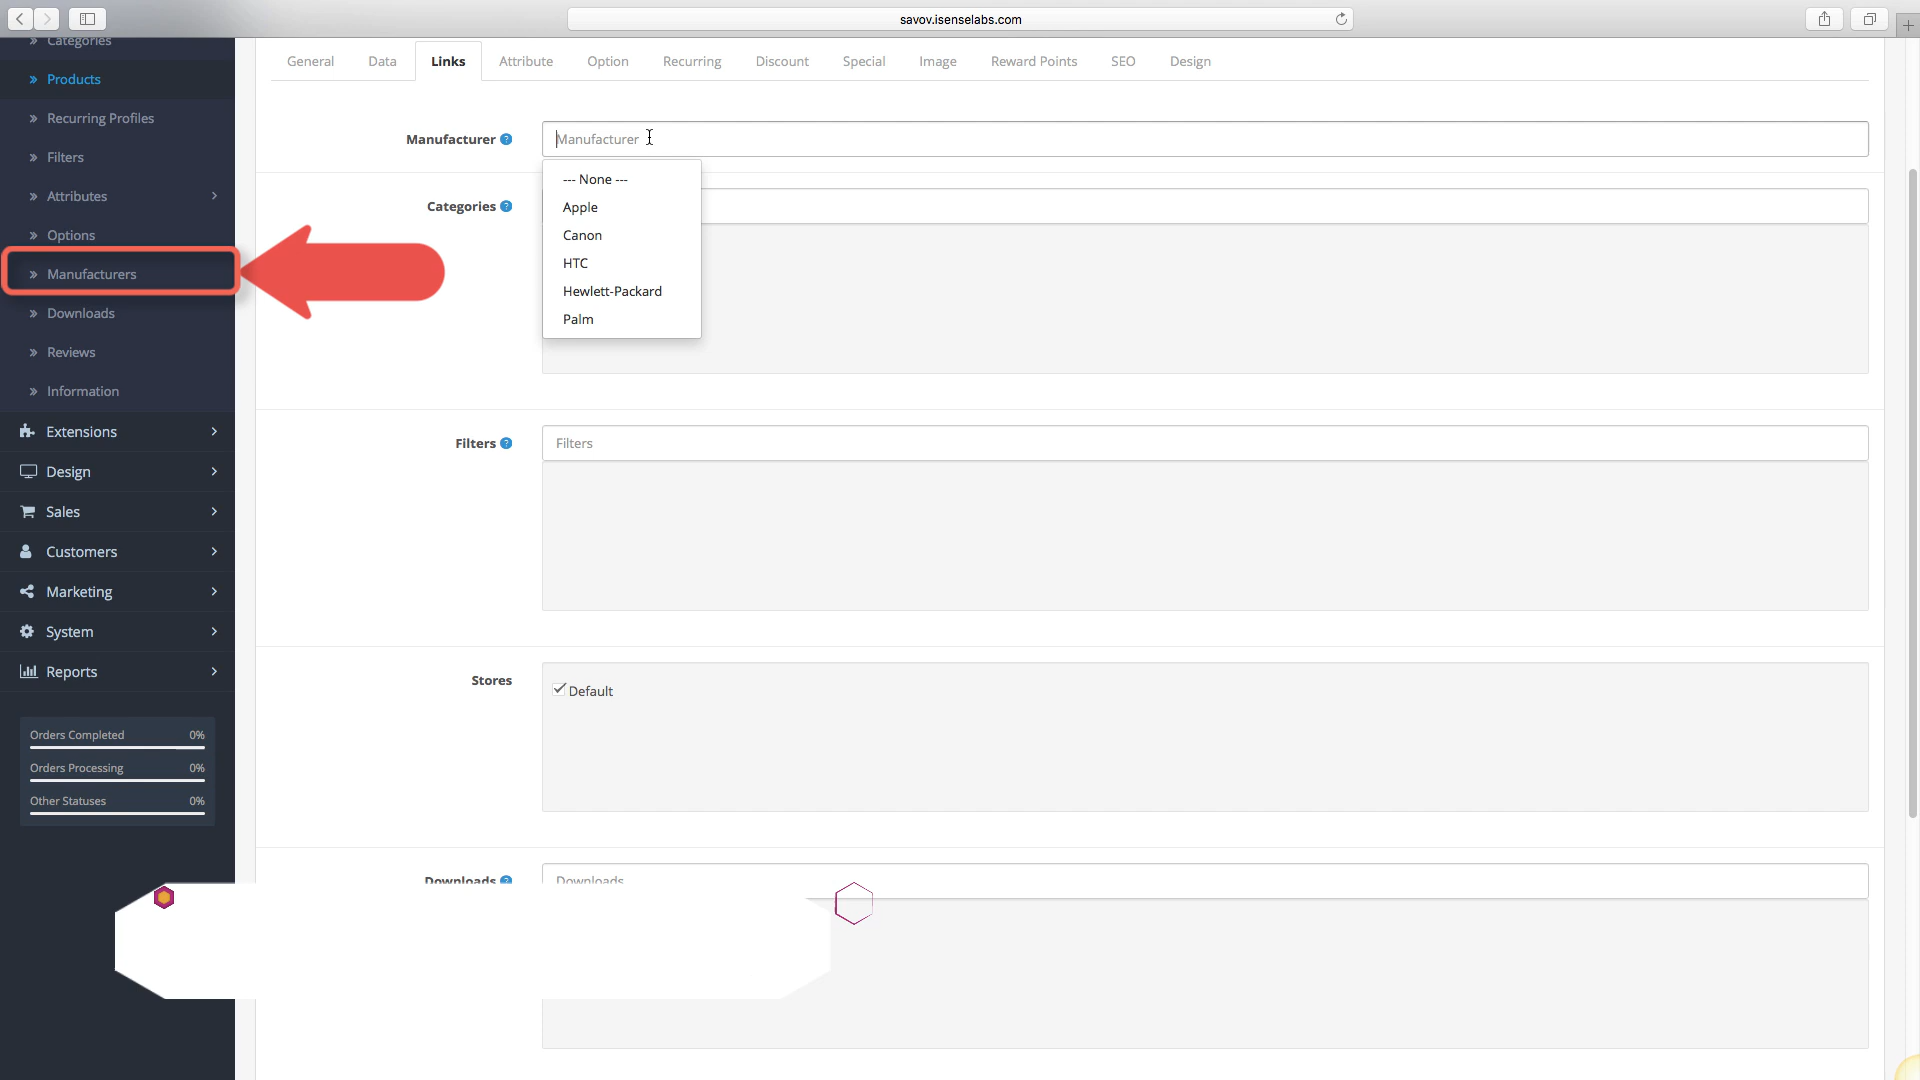 savov.isenselabs.com
Categories
Products
Recurring Profiles
Filters
Attributes
Options
Manufacturers
Downloads
Reviews
Information
Extensions
Design
Sales
Customers
Marketing
System
Reports
Orders Completed 0%
Orders Processing 0%
Other Statuses 0%
General Data Links Attribute Option Recurring Discount Special Image Reward Points SEO Design
Manufacturer ? Manufacturer
--- None ---
Apple
Canon
HTC
Hewlett-Packard
Palm
Categories ?
Filters ? Filters
Stores
Default
Downloads ? Downloads